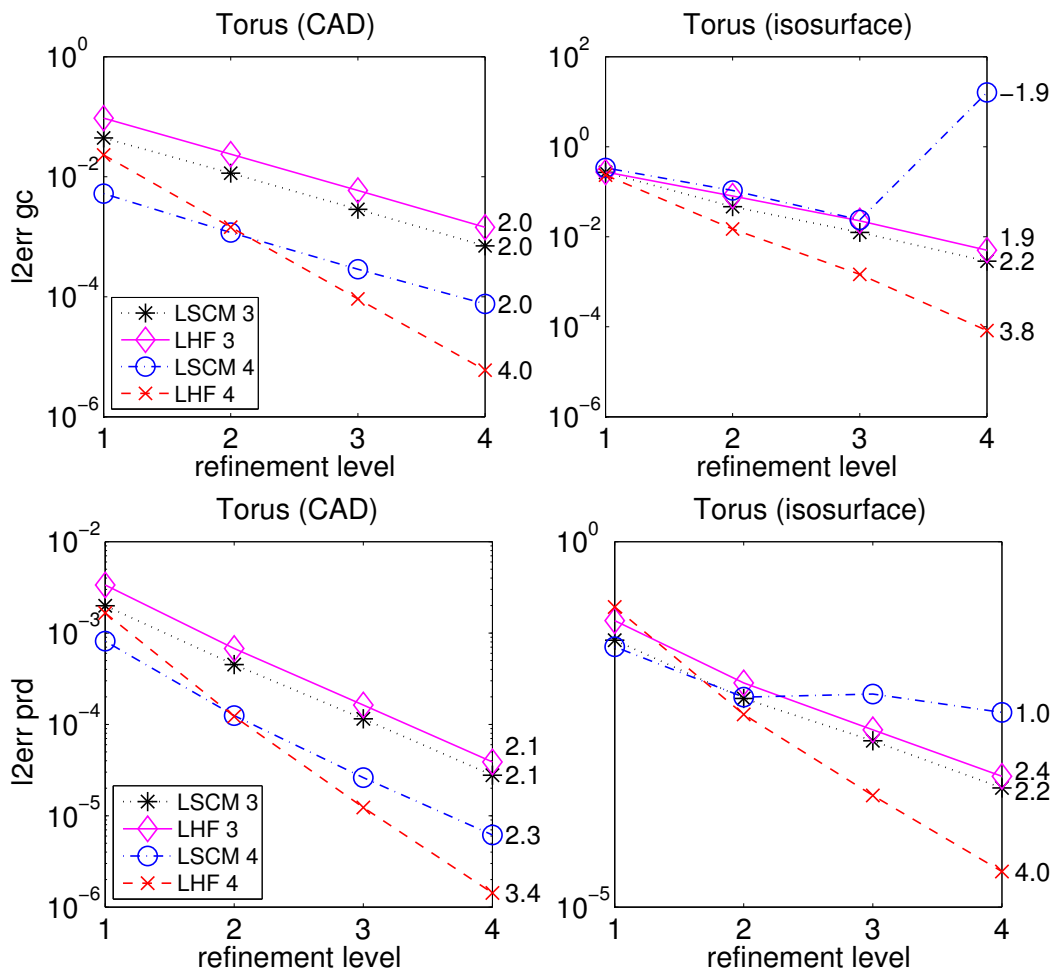 Torus (CAD)
10^0
10^-2
10^-4
10^-6
l2err gc
LSCM 3
LHF 3
LSCM 4
LHF 4
2.0
2.0
2.0
4.0
1 2 3 4
refinement level
Torus (isosurface)
10^2
10^0
10^-2
10^-4
10^-6
-1.9
1.9
2.2
3.8
1 2 3 4
refinement level
Torus (CAD)
10^-2
10^-3
10^-4
10^-5
10^-6
l2err prd
LSCM 3
LHF 3
LSCM 4
LHF 4
2.1
2.1
2.3
3.4
1 2 3 4
refinement level
Torus (isosurface)
10^0
10^-5
1.0
2.4
2.2
4.0
1 2 3 4
refinement level